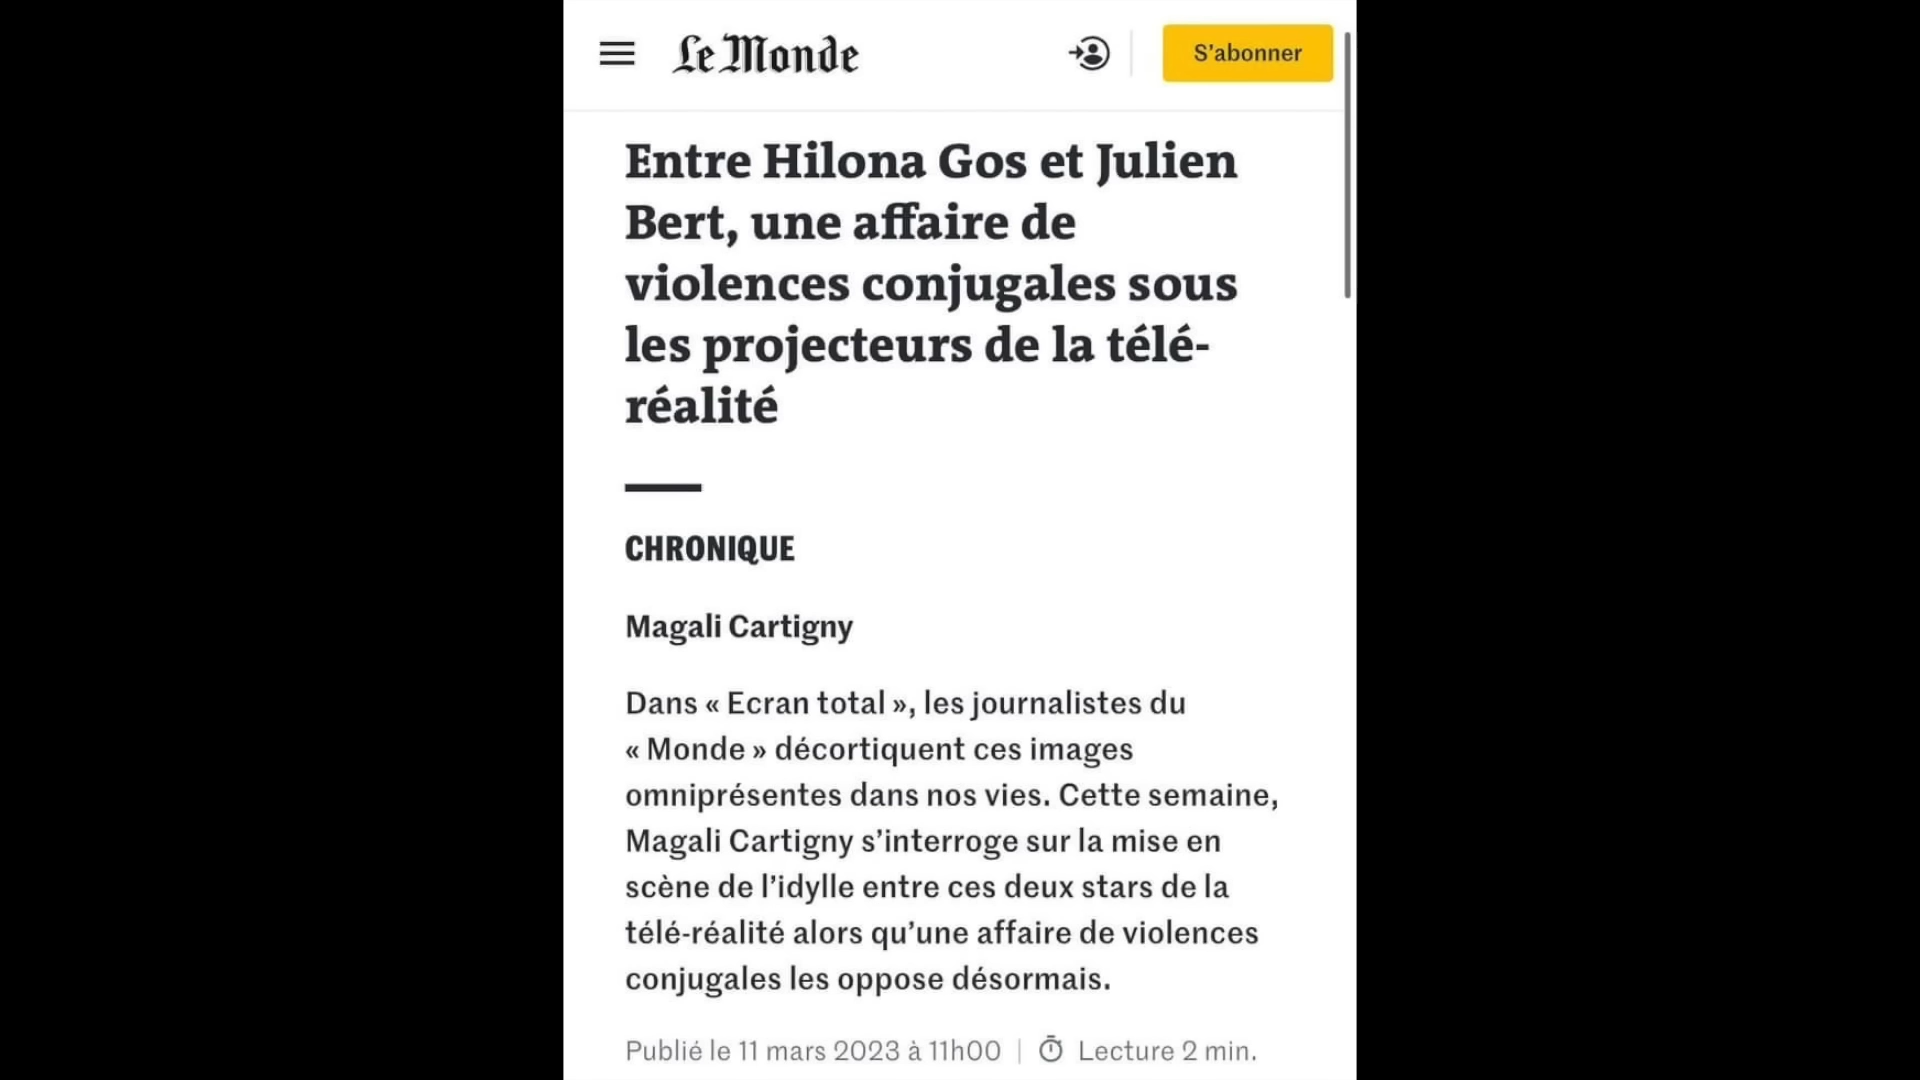 Le Monde
S’abonner
Entre Hilona Gos et Julien
Bert, une affaire de
violences conjugales sous
les projecteurs de la télé-
réalité
CHRONIQUE
Magali Cartigny
Dans « Ecran total », les journalistes du
« Monde » décortiquent ces images
omniprésentes dans nos vies. Cette semaine,
Magali Cartigny s’interroge sur la mise en
scène de l’idylle entre ces deux stars de la
télé-réalité alors qu’une affaire de violences
conjugales les oppose désormais.
Publié le 11 mars 2023 à 11h00 | Lecture 2 min.